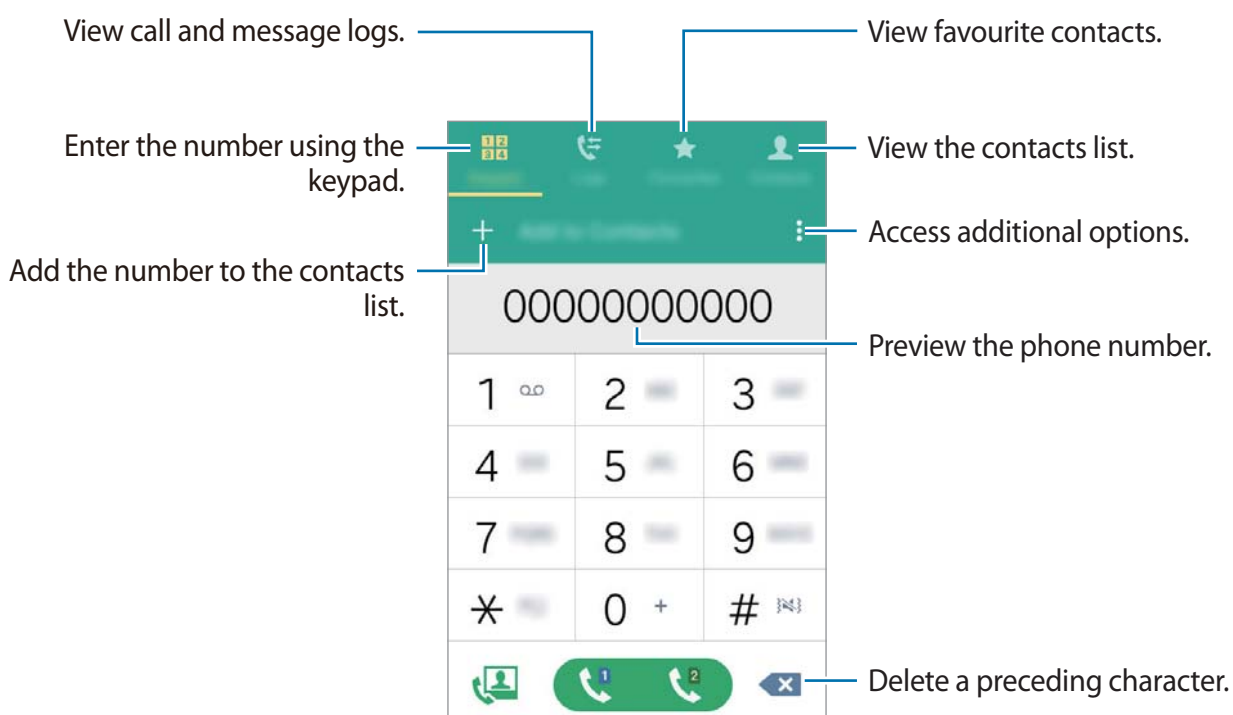 View call and message logs.
View favourite contacts.
Enter the number using the
keypad.
View the contacts list.
Access additional options.
Add the number to the contacts
list.
00000000000
Preview the phone number.
1 2 3
4 5 6
7 8 9
* 0 + #
1 2
Delete a preceding character.